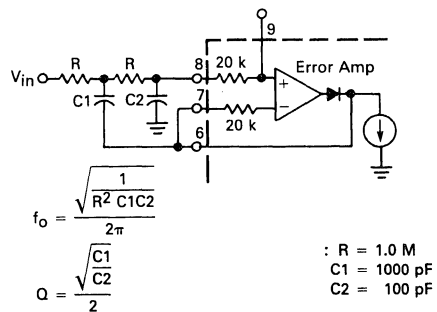 9
R
R
8
20 k
Error Amp
Vin
+
C1
C2
7
−
20 k
6
fo = √(1 / R² C1C2) / 2π
Q = √(C1 / C2) / 2
: R = 1.0 M
C1 = 1000 pF
C2 = 100 pF